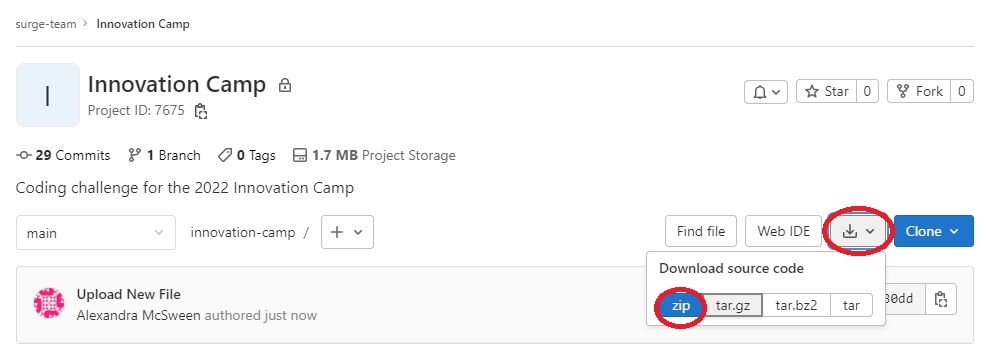 surge-team > Innovation Camp
I
Innovation Camp
Project ID: 7675
Star 0
Fork 0
29 Commits 1 Branch 0 Tags 1.7 MB Project Storage
Coding challenge for the 2022 Innovation Camp
main innovation-camp / + Find file Web IDE Clone
Download source code
zip tar.gz tar.bz2 tar
Upload New File
Alexandra McSween authored just now
0dd